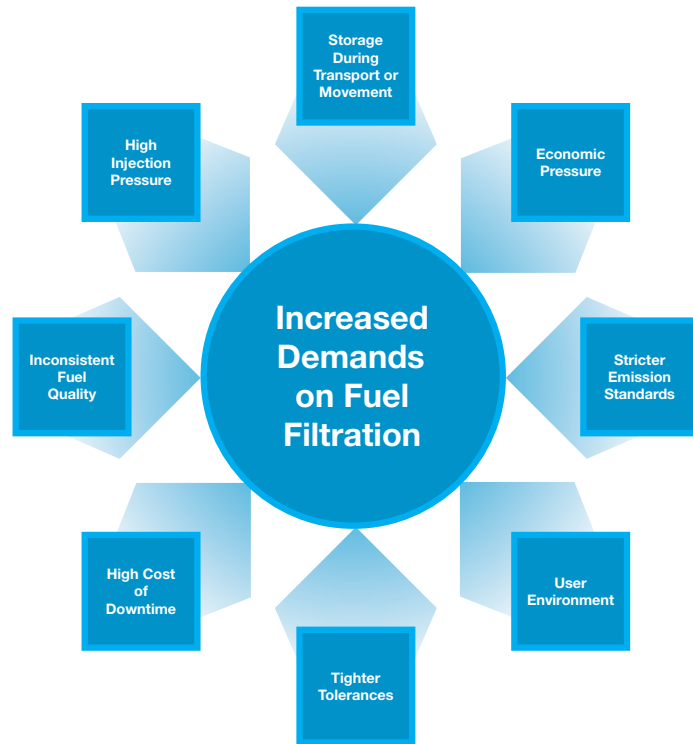 Storage
During
Transport or
Movement
High
Injection
Pressure
Economic
Pressure
Increased
Demands
on Fuel
Filtration
Inconsistent
Fuel
Quality
Stricter
Emission
Standards
High Cost
of
Downtime
User
Environment
Tighter
Tolerances